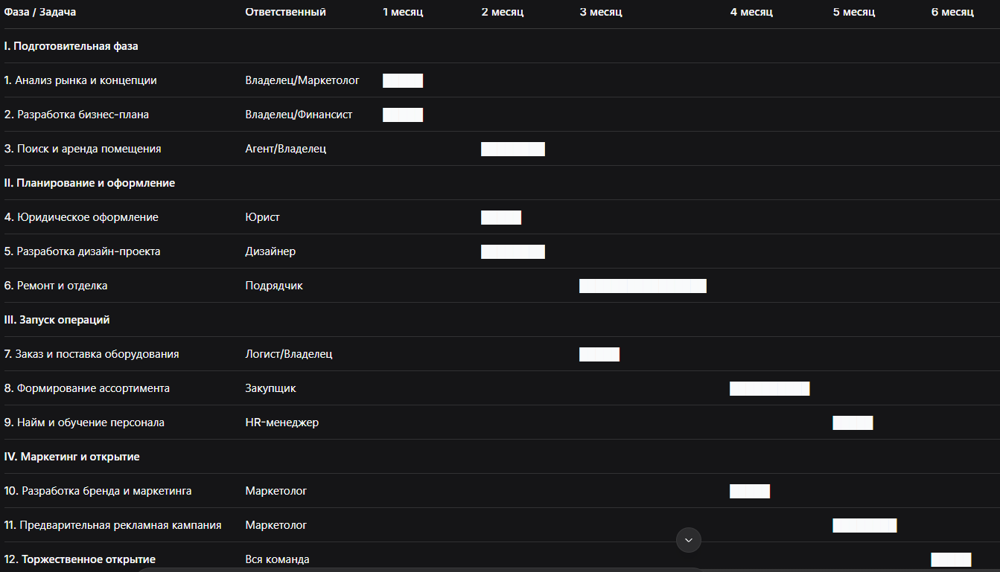 Фаза / Задача Ответственный 1 месяц 2 месяц 3 месяц 4 месяц 5 месяц 6 месяц
I. Подготовительная фаза
1. Анализ рынка и концепции Владелец/Маркетолог
2. Разработка бизнес-плана Владелец/Финансист
3. Поиск и аренда помещения Агент/Владелец
II. Планирование и оформление
4. Юридическое оформление Юрист
5. Разработка дизайн-проекта Дизайнер
6. Ремонт и отделка Подрядчик
III. Запуск операций
7. Заказ и поставка оборудования Логист/Владелец
8. Формирование ассортимента Закупщик
9. Найм и обучение персонала HR-менеджер
IV. Маркетинг и открытие
10. Разработка бренда и маркетинга Маркетолог
11. Предварительная рекламная кампания Маркетолог
12. Торжественное открытие Вся команда